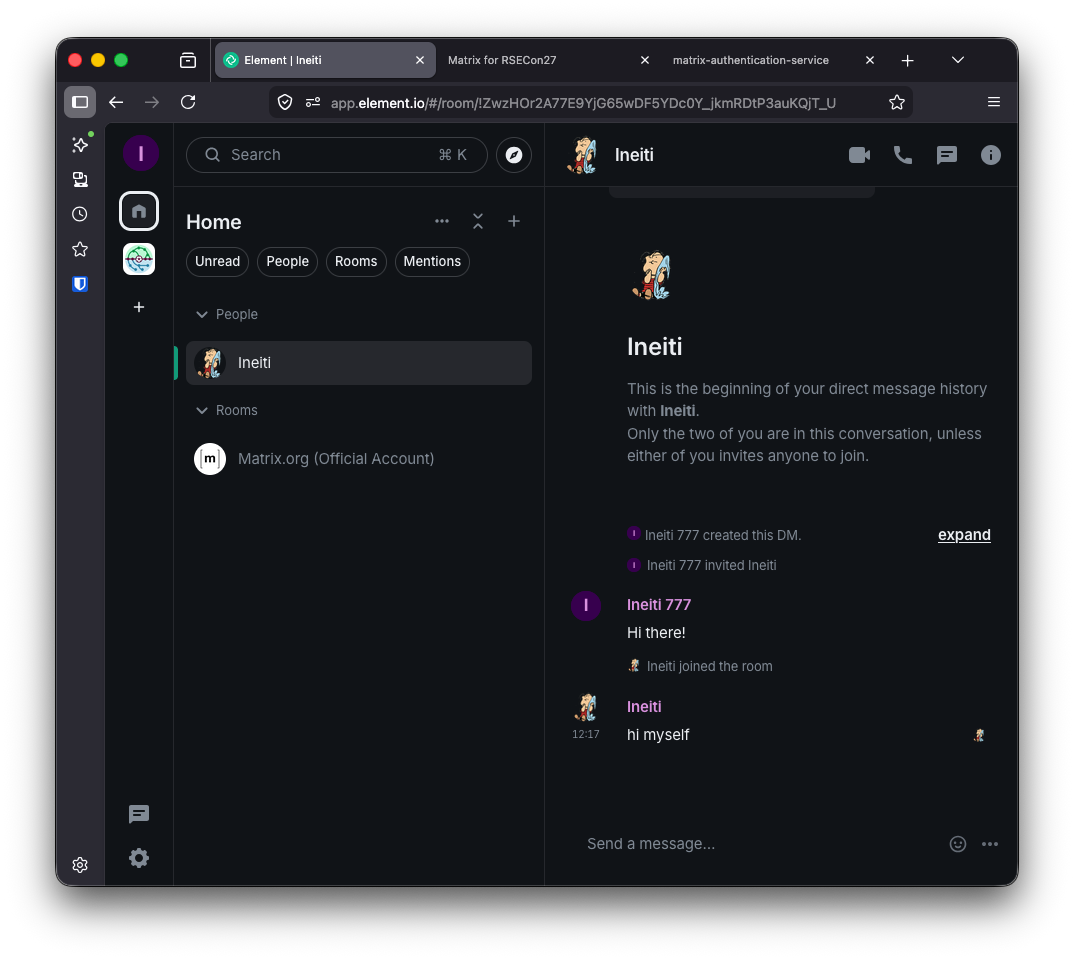 Element | Ineiti
Matrix for RSECon27
matrix-authentication-service
app.element.io/#/room/!ZwzHOr2A77E9YjG65wDF5YDc0Y_jkmRDtP3auKQjT_U
I
Search
⌘ K
Home
Unread
People
Rooms
Mentions
People
Ineiti
Rooms
[m]
Matrix.org (Official Account)
Ineiti
Ineiti
This is the beginning of your direct message history
with Ineiti.
Only the two of you are in this conversation, unless
either of you invites anyone to join.
I Ineiti 777 created this DM.
expand
I Ineiti 777 invited Ineiti
I
Ineiti 777
Hi there!
Ineiti joined the room
Ineiti
12:17
hi myself
Send a message...